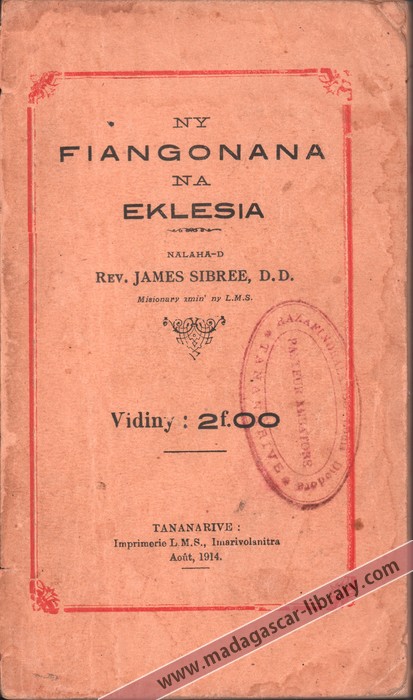 NY
FIANGONANA
NA
EKLESIA
NALAHA-D
REV. JAMES SIBREE, D.D.
Misionary amin' ny L.M.S.
Vidiny : 2f.00
TANANARIVE :
Imprimerie L.M.S., Imarivolanitra
Août, 1914.
www.madagascar-library.com